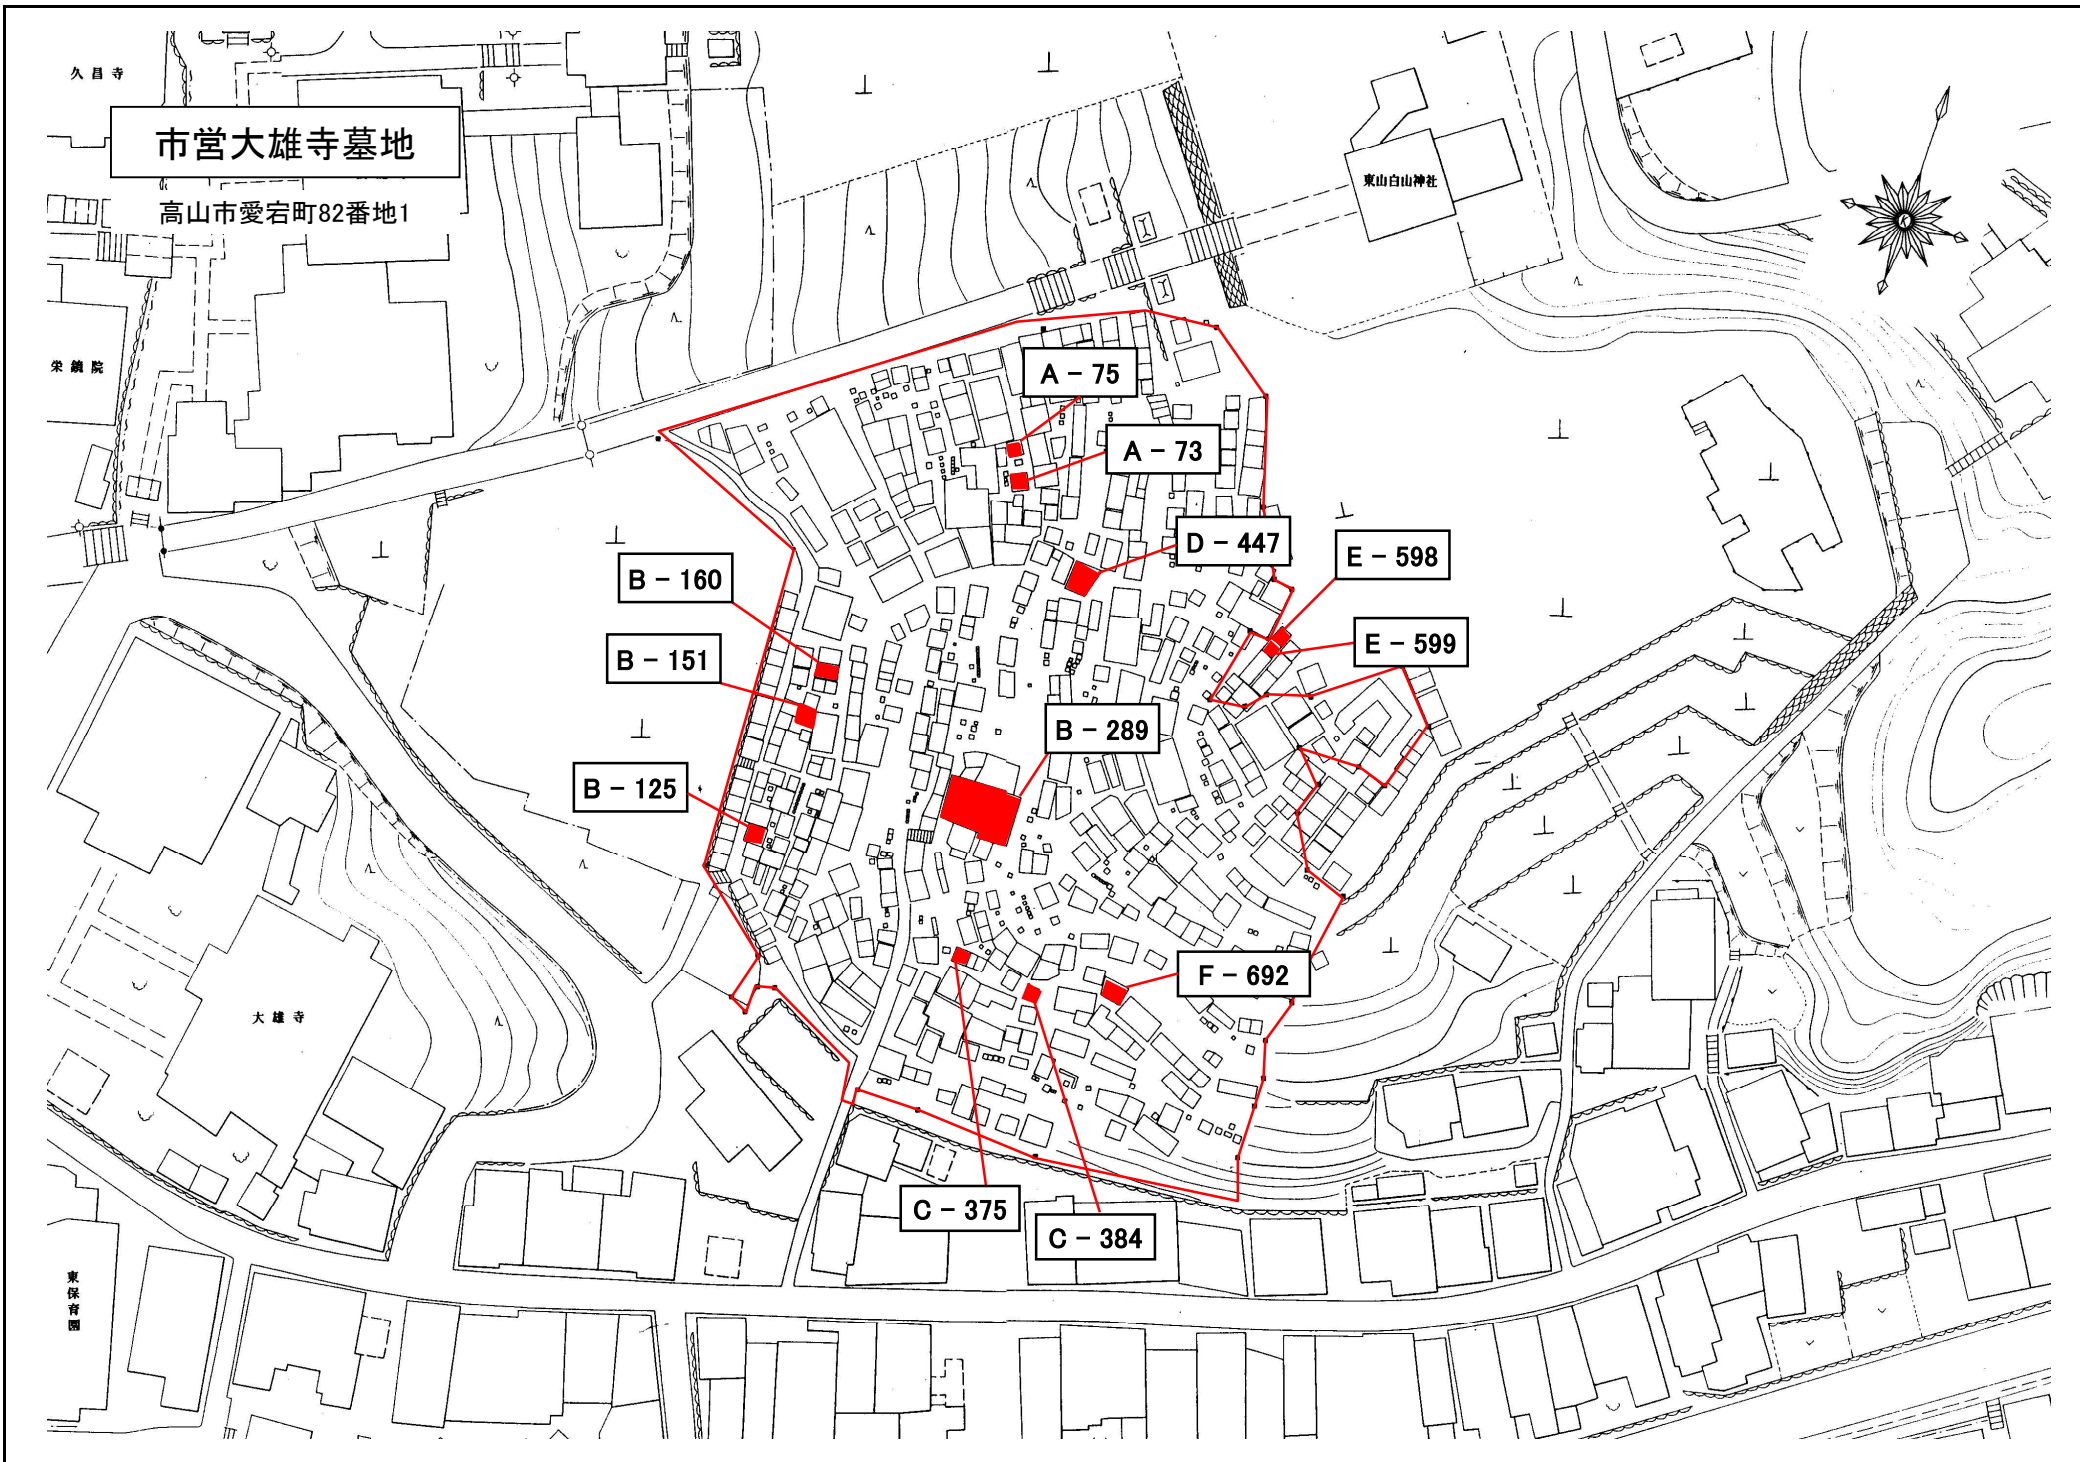 久昌寺
市営大雄寺墓地
高山市愛宕町82番地1
東山白山神社
栄鏡院
A − 75
A − 73
D − 447
E − 598
B − 160
E − 599
B − 151
B − 289
B − 125
F − 692
大雄寺
C − 375
C − 384
東保育園